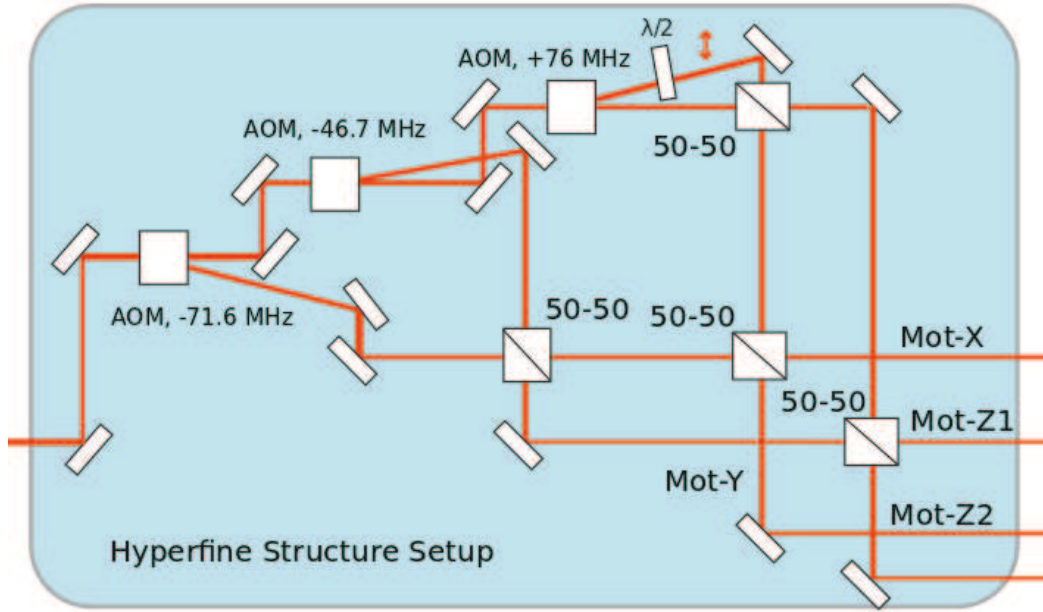 λ/2
AOM, +76 MHz
AOM, -46.7 MHz
50-50
AOM, -71.6 MHz
50-50
50-50
Mot-X
50-50
Mot-Z1
Mot-Y
Mot-Z2
Hyperfine Structure Setup